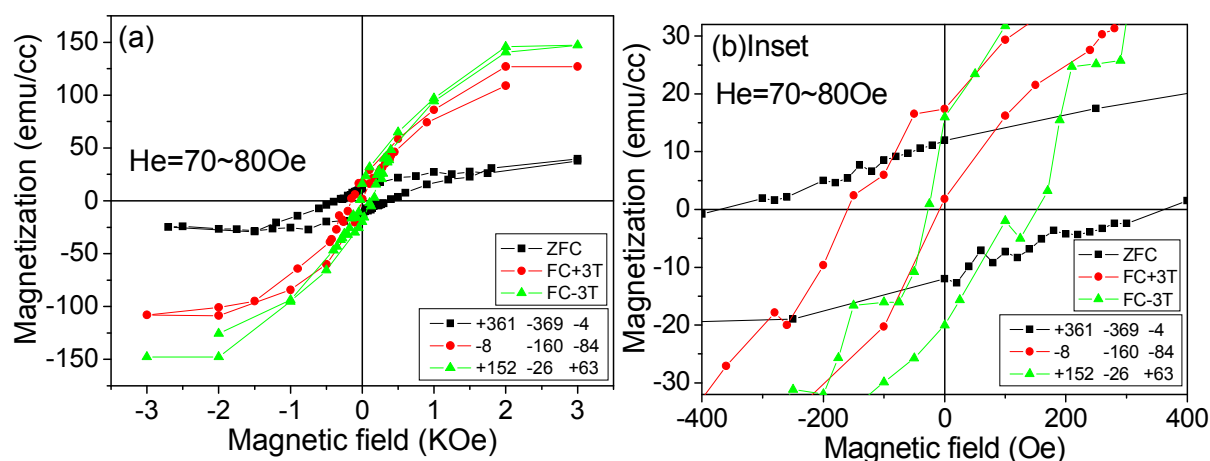 (a)
He=70~80Oe
Magnetization (emu/cc)
150
100
50
0
-50
-100
-150
-3 -2 -1 0 1 2 3
Magnetic field (KOe)
ZFC
FC+3T
FC-3T
+361 -369 -4
-8 -160 -84
+152 -26 +63
(b)Inset
He=70~80Oe
Magnetization (emu/cc)
30
20
10
0
-10
-20
-30
-400 -200 0 200 400
Magnetic field (Oe)
ZFC
FC+3T
FC-3T
+361 -369 -4
-8 -160 -84
+152 -26 +63